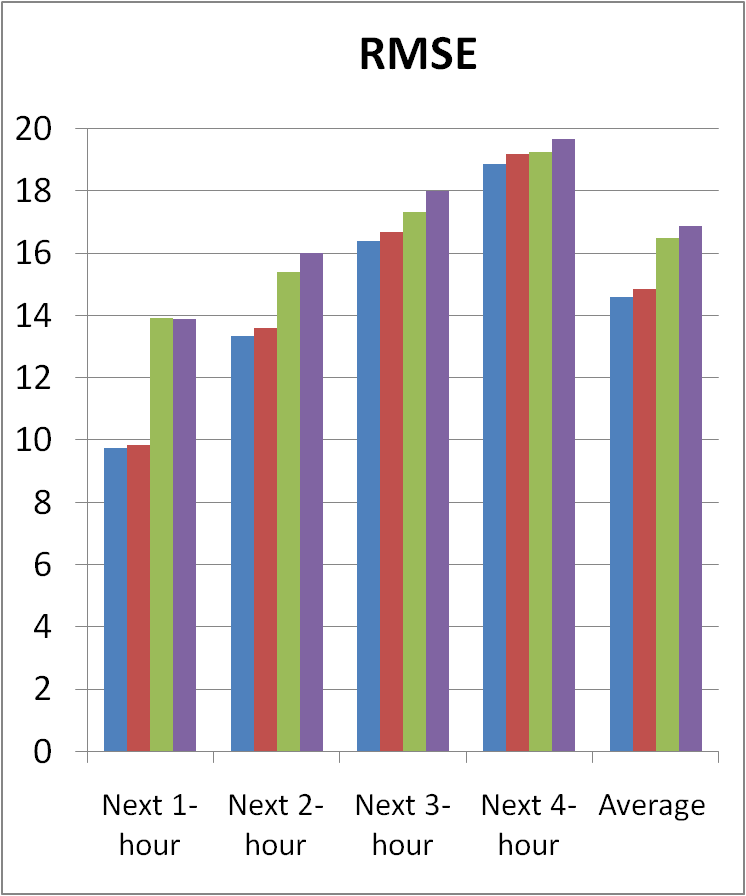 RMSE
20
18
16
14
12
10
8
6
4
2
0
Next 1-
hour
Next 2-
hour
Next 3-
hour
Next 4-
hour
Average